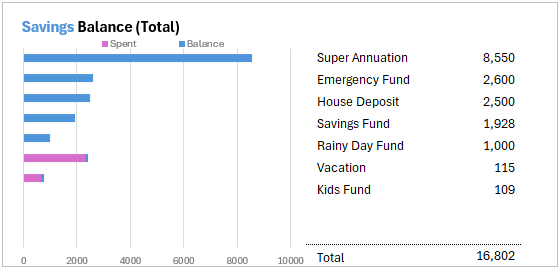 Savings Balance (Total)
Spent Balance
Super Annuation 8,550
Emergency Fund 2,600
House Deposit 2,500
Savings Fund 1,928
Rainy Day Fund 1,000
Vacation 115
Kids Fund 109
0 2000 4000 6000 8000 10000
Total 16,802